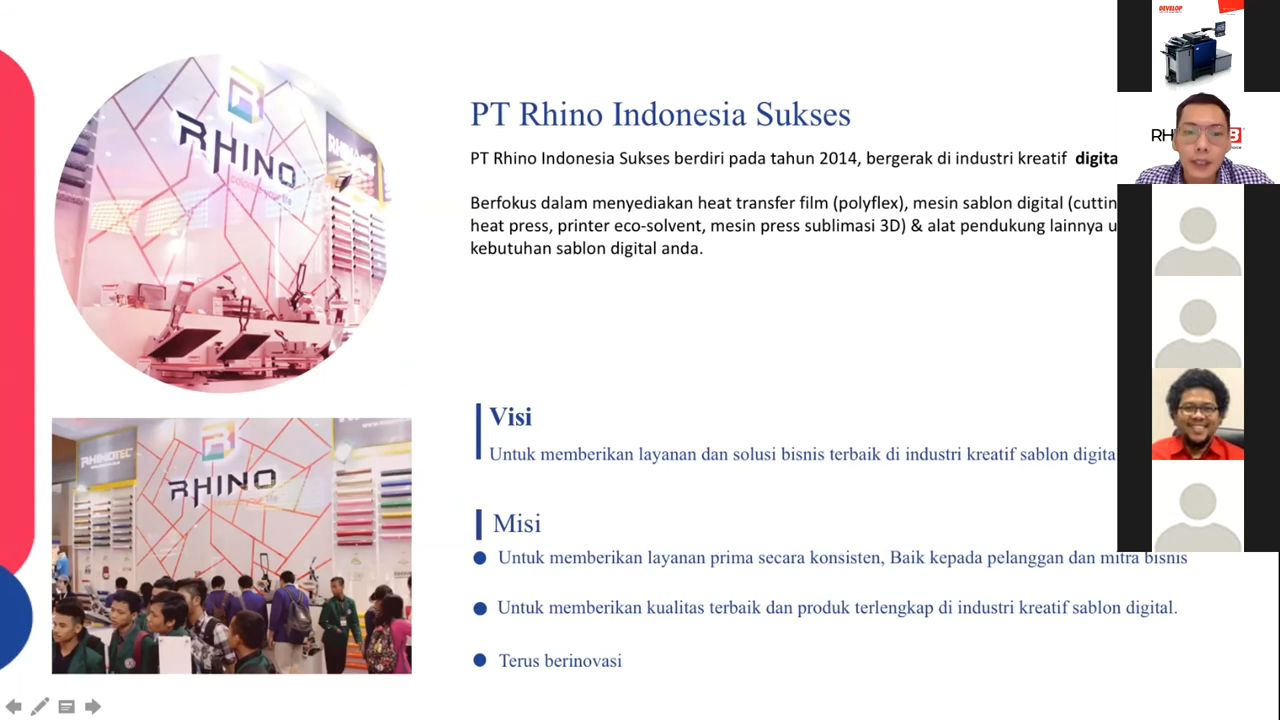 PT Rhino Indonesia Sukses
PT Rhino Indonesia Sukses berdiri pada tahun 2014, bergerak di industri kreatif digita
Berfokus dalam menyediakan heat transfer film (polyflex), mesin sablon digital (cuttin
heat press, printer eco-solvent, mesin press sublimasi 3D) & alat pendukung lainnya u
kebutuhan sablon digital anda.
Visi
Untuk memberikan layanan dan solusi bisnis terbaik di industri kreatif sablon digita
Misi
Untuk memberikan layanan prima secara konsisten, Baik kepada pelanggan dan mitra bisnis
Untuk memberikan kualitas terbaik dan produk terlengkap di industri kreatif sablon digital.
Terus berinovasi
RHINO
RHINOTEC
RHINO
DEVELOP
RH